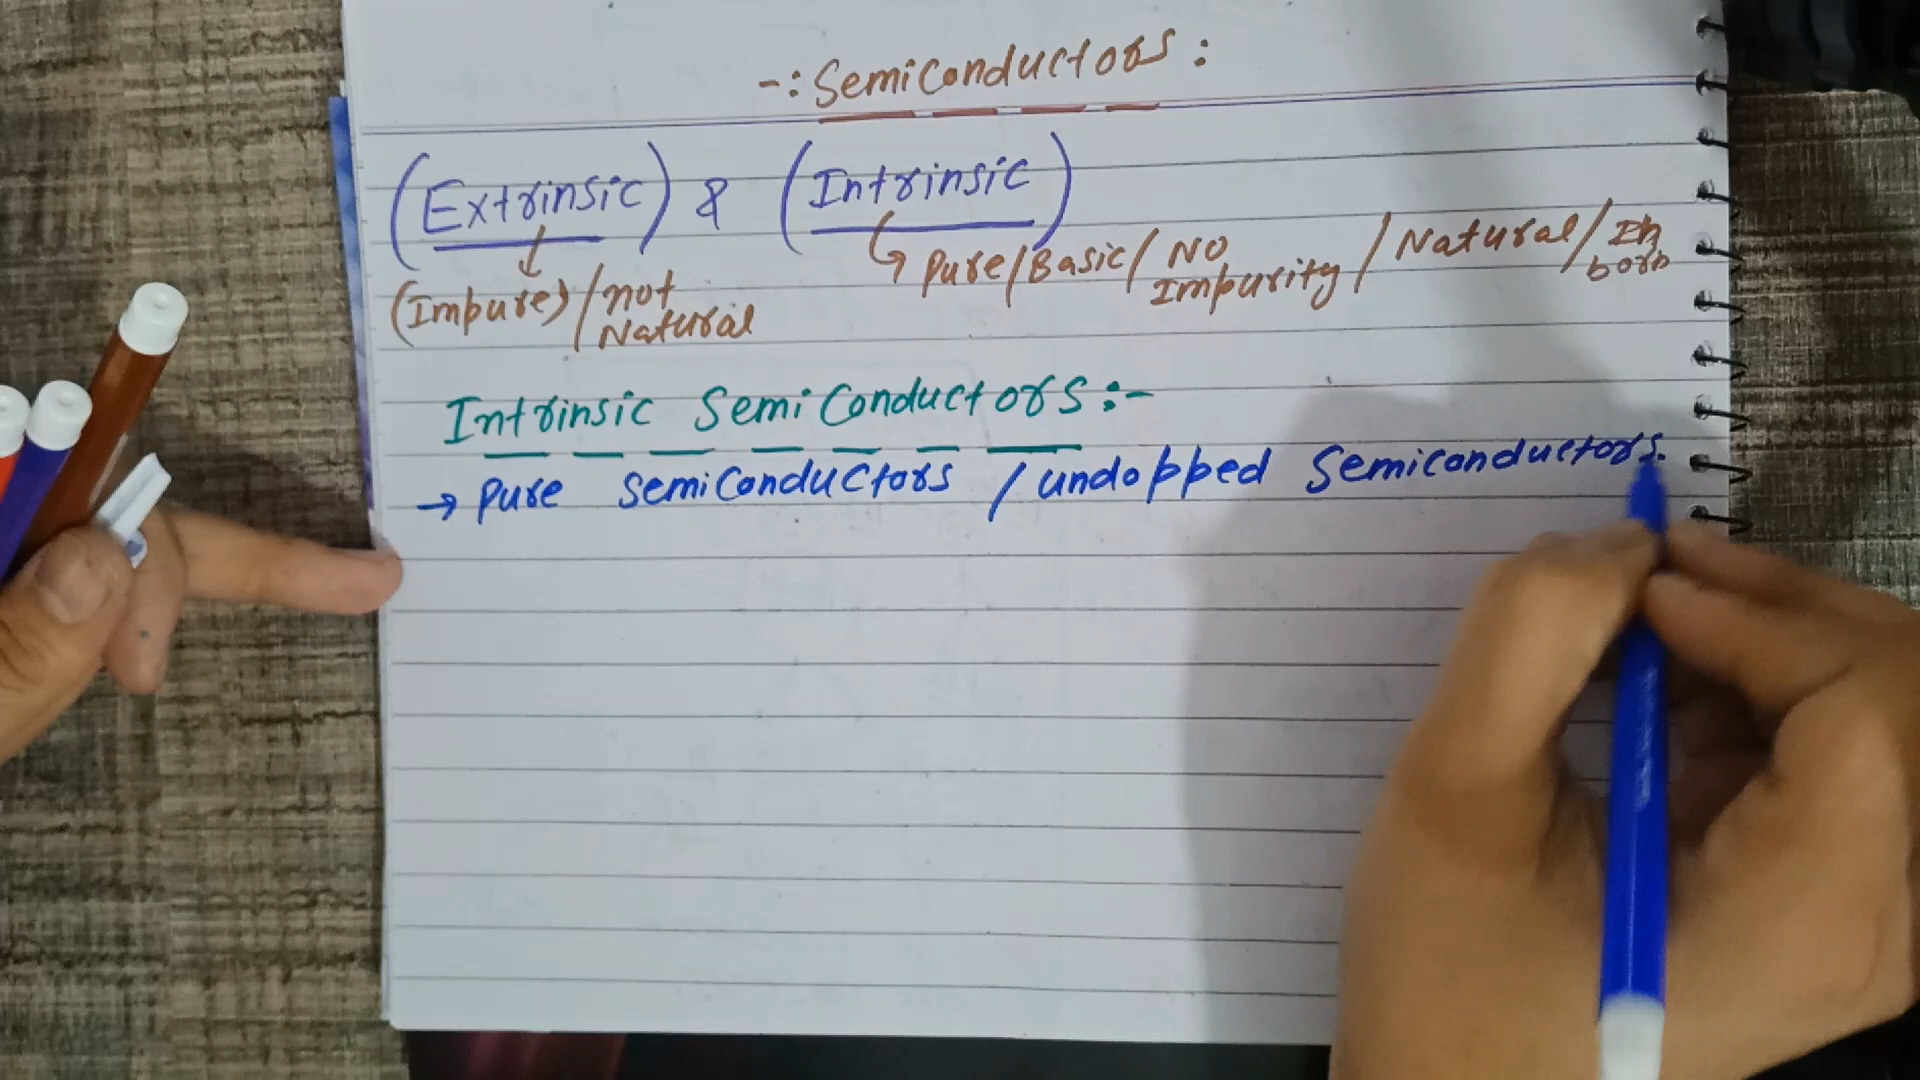 -: Semiconductors :
(Extrinsic) & (Intrinsic)
↳ Pure/Basic/ NO Impurity / Natural / In born
(Impure) / not Natural
Intrinsic Semiconductors :-
→ Pure semiconductors / undopped Semiconductors.